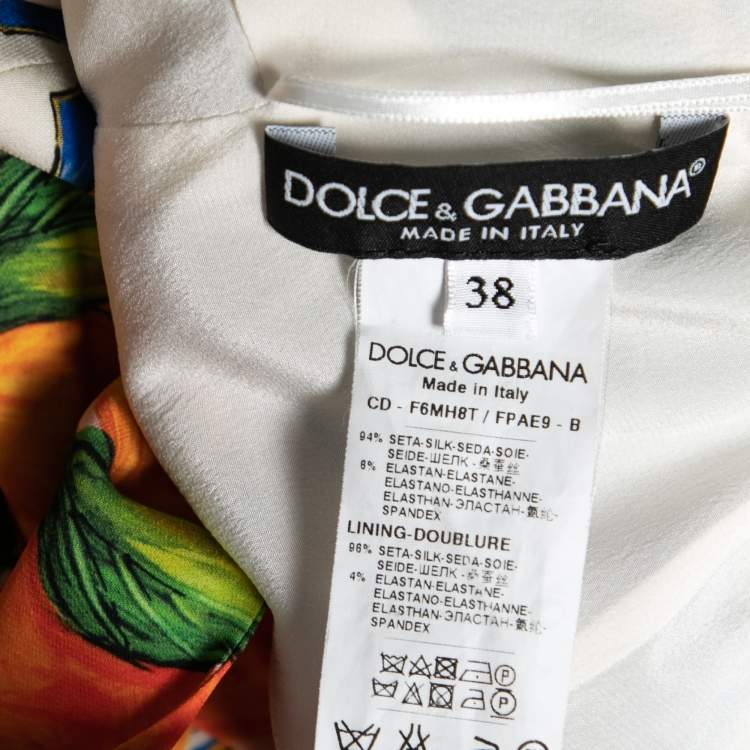 DOLCE & GABBANA®
MADE IN ITALY
38
DOLCE & GABBANA
Made in Italy
CD - F6MH8T / FPAE9 - B
94% SETA-SILK-SEDA-SOIE-
SEIDE-ШЕЛК-桑蚕丝
6% ELASTAN-ELASTANE-
ELASTANO-ELASTHANNE-
ELASTHAN-ЭЛАСТАН-氨纶-
SPANDEX
LINING-DOUBLURE
96% SETA-SILK-SEDA-SOIE-
SEIDE-ШЕЛК-桑蚕丝
4% ELASTAN-ELASTANE-
ELASTANO-ELASTHANNE-
ELASTHAN-ЭЛАСТАН-氨纶-
SPANDEX
P
P